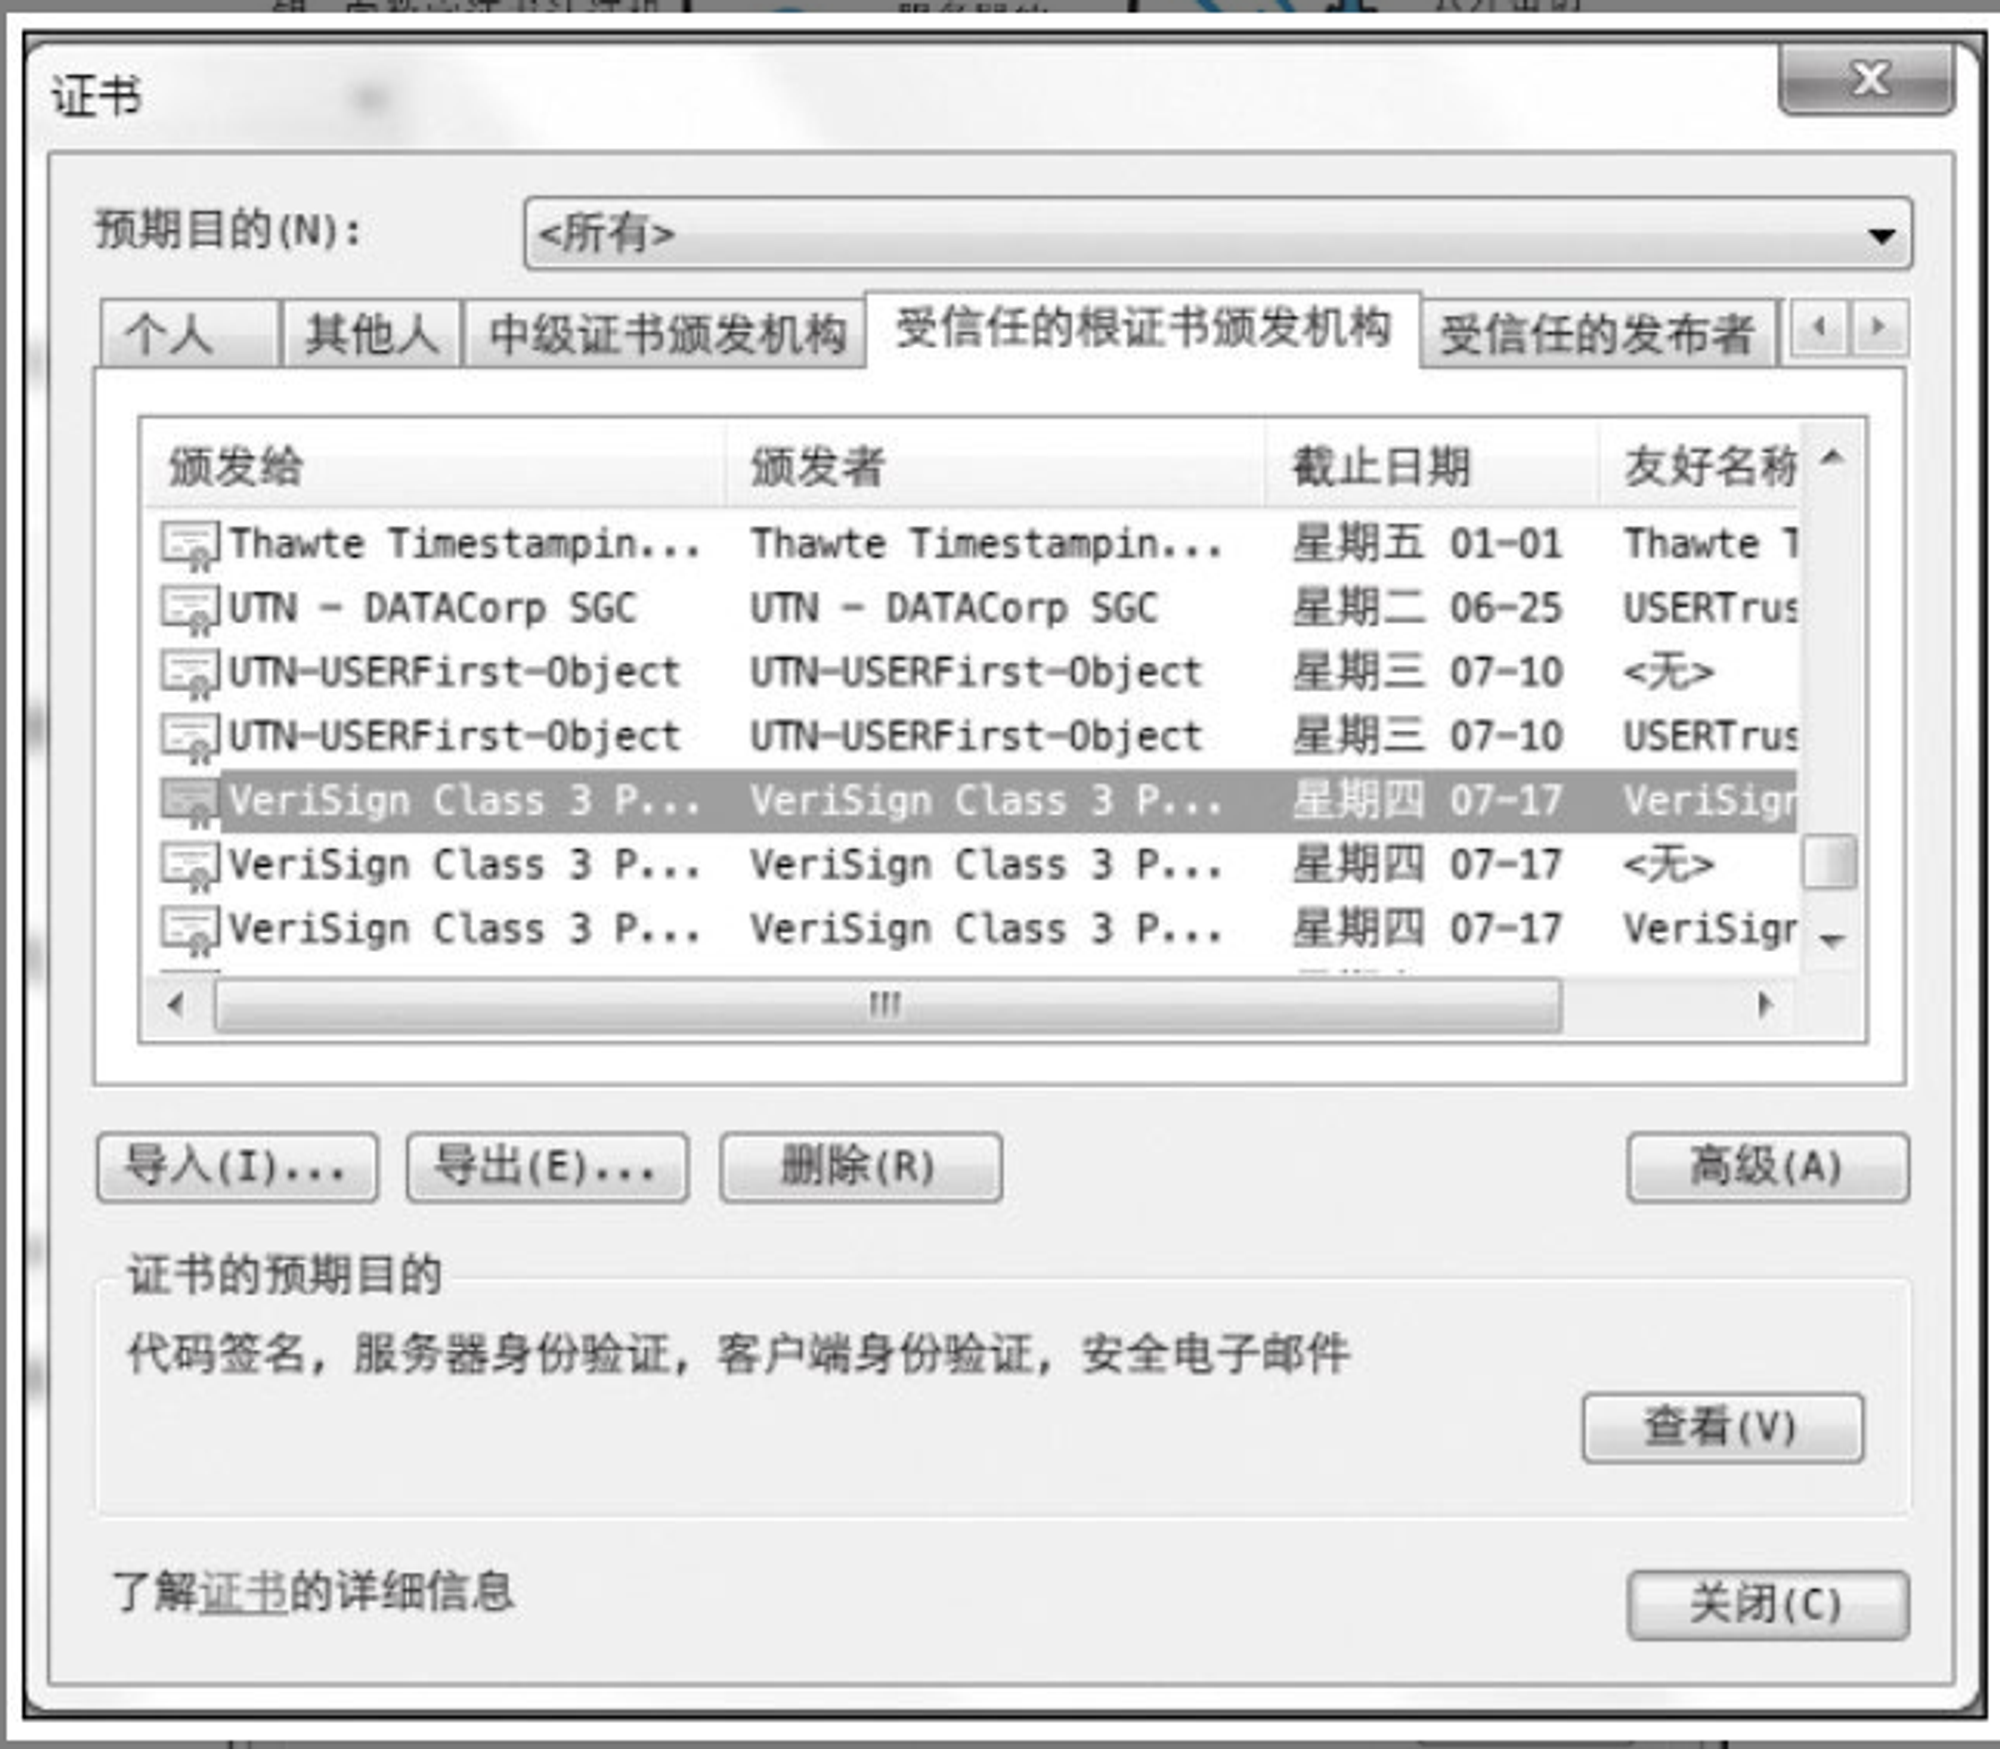 证书
预期目的(N): <所有>
个人 其他人 中级证书颁发机构 受信任的根证书颁发机构 受信任的发布者
颁发给 颁发者 截止日期 友好名称
Thawte Timestampin... Thawte Timestampin... 星期五 01-01 Thawte T
UTN - DATACorp SGC UTN - DATACorp SGC 星期二 06-25 USERTrus
UTN-USERFirst-Object UTN-USERFirst-Object 星期三 07-10 <无>
UTN-USERFirst-Object UTN-USERFirst-Object 星期三 07-10 USERTrus
VeriSign Class 3 P... VeriSign Class 3 P... 星期四 07-17 VeriSign
VeriSign Class 3 P... VeriSign Class 3 P... 星期四 07-17 <无>
VeriSign Class 3 P... VeriSign Class 3 P... 星期四 07-17 VeriSign
导入(I)... 导出(E)... 删除(R) 高级(A)
证书的预期目的
代码签名，服务器身份验证，客户端身份验证，安全电子邮件
查看(V)
了解证书的详细信息
关闭(C)